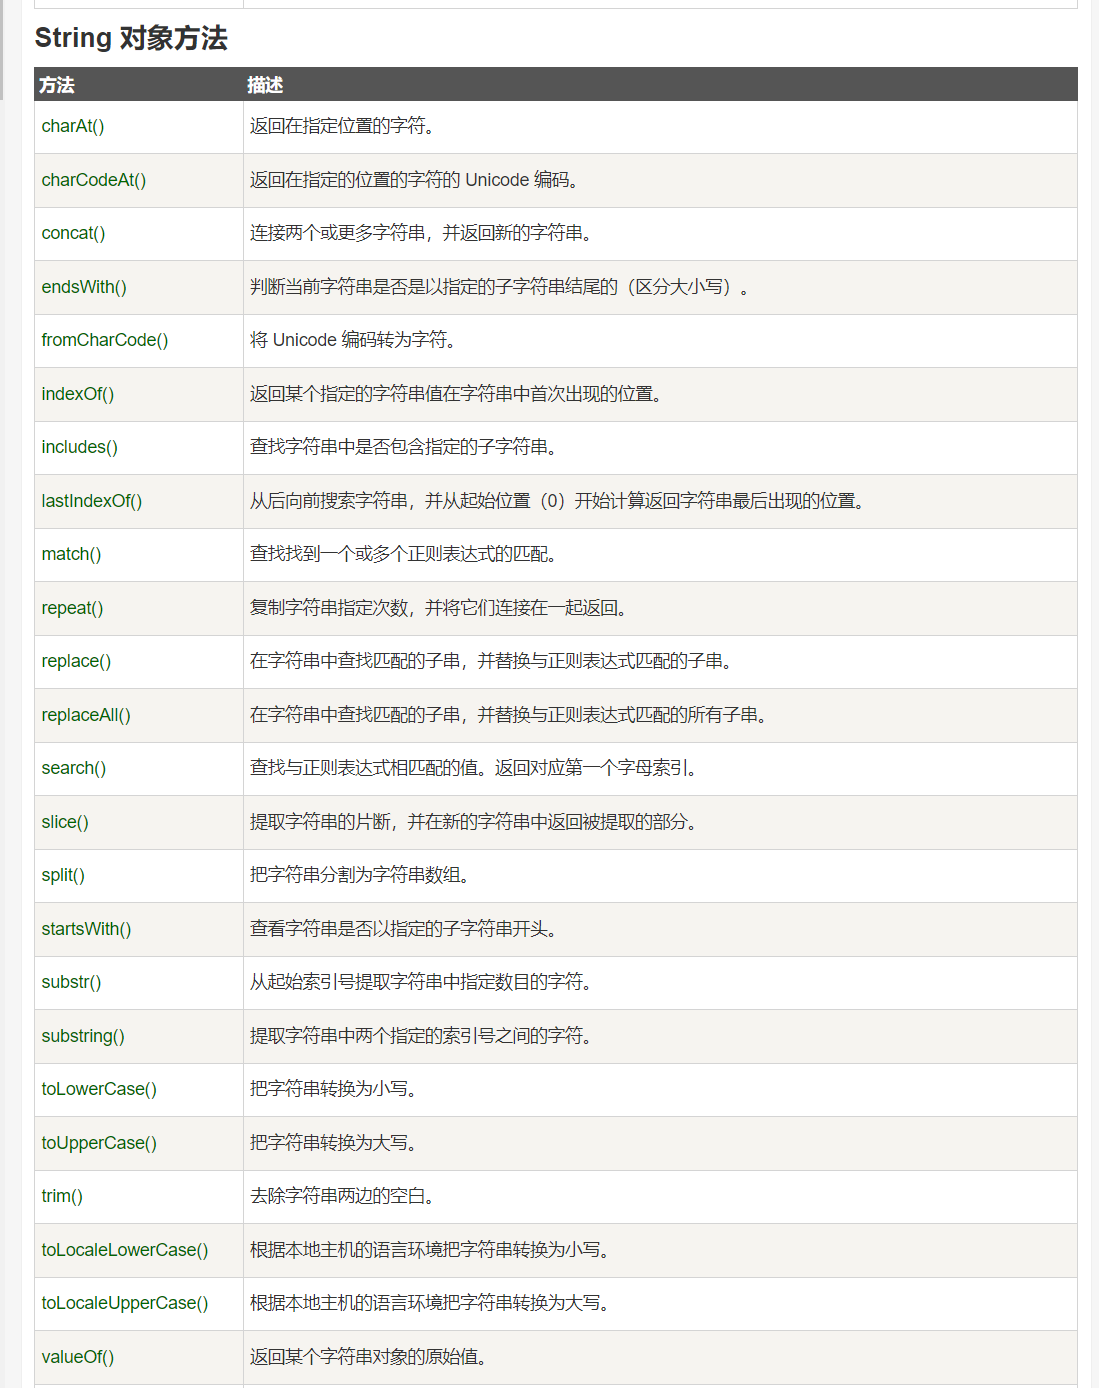 String 对象方法
方法 描述
charAt() 返回在指定位置的字符。
charCodeAt() 返回在指定的位置的字符的 Unicode 编码。
concat() 连接两个或更多字符串，并返回新的字符串。
endsWith() 判断当前字符串是否是以指定的子字符串结尾的（区分大小写）。
fromCharCode() 将 Unicode 编码转为字符。
indexOf() 返回某个指定的字符串值在字符串中首次出现的位置。
includes() 查找字符串中是否包含指定的子字符串。
lastIndexOf() 从后向前搜索字符串，并从起始位置（0）开始计算返回字符串最后出现的位置。
match() 查找找到一个或多个正则表达式的匹配。
repeat() 复制字符串指定次数，并将它们连接在一起返回。
replace() 在字符串中查找匹配的子串，并替换与正则表达式匹配的子串。
replaceAll() 在字符串中查找匹配的子串，并替换与正则表达式匹配的所有子串。
search() 查找与正则表达式相匹配的值。返回对应第一个字母索引。
slice() 提取字符串的片断，并在新的字符串中返回被提取的部分。
split() 把字符串分割为字符串数组。
startsWith() 查看字符串是否以指定的子字符串开头。
substr() 从起始索引号提取字符串中指定数目的字符。
substring() 提取字符串中两个指定的索引号之间的字符。
toLowerCase() 把字符串转换为小写。
toUpperCase() 把字符串转换为大写。
trim() 去除字符串两边的空白。
toLocaleLowerCase() 根据本地主机的语言环境把字符串转换为小写。
toLocaleUpperCase() 根据本地主机的语言环境把字符串转换为大写。
valueOf() 返回某个字符串对象的原始值。